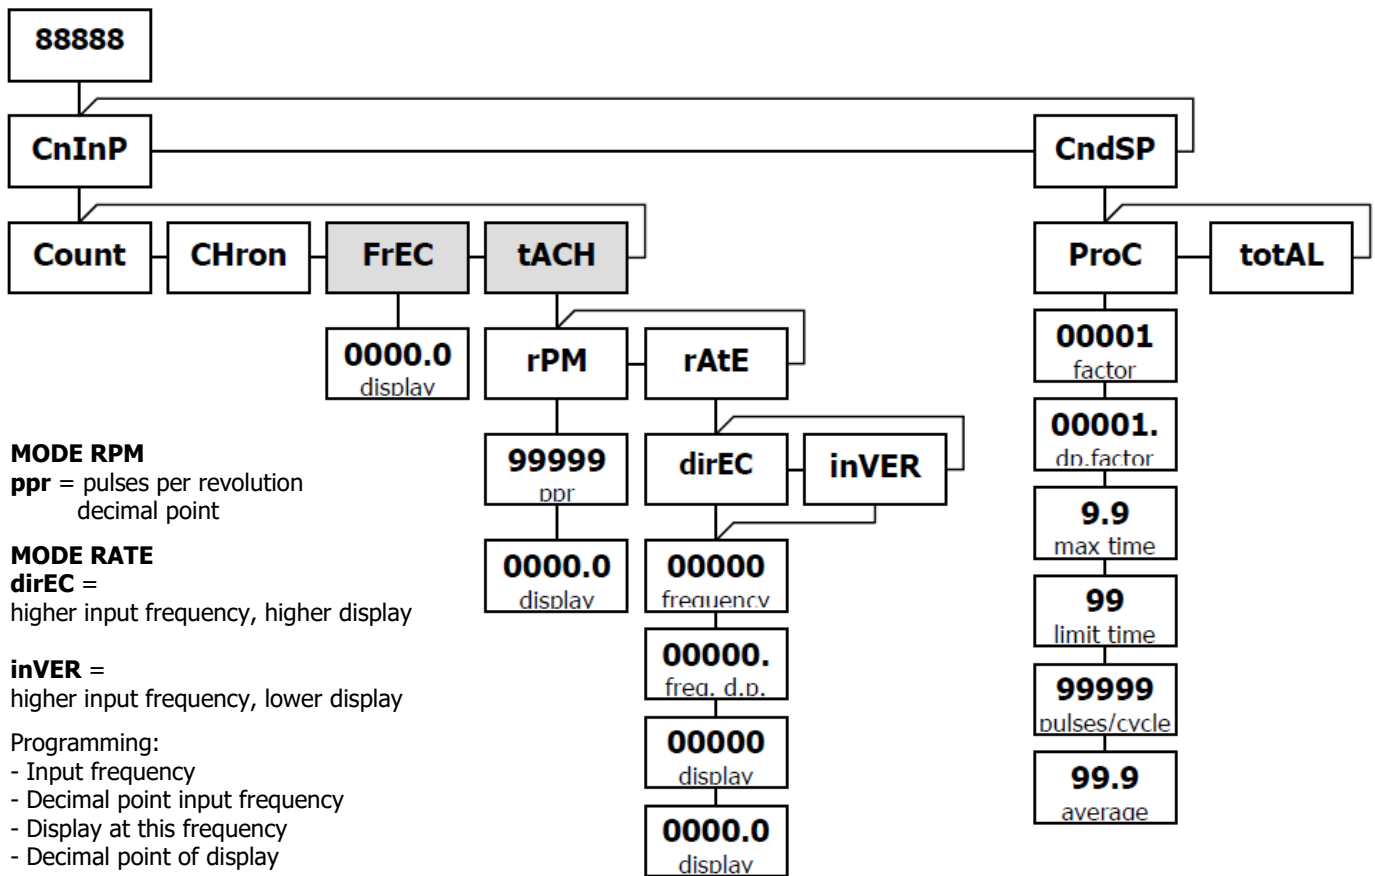 88888
CnInP
CndSP
Count
CHron
FrEC
tACH
ProC
totAL
0000.0
display
rPM
rAtE
00001
factor
99999
ppr
dirEC
inVER
00001.
dp.factor
0000.0
display
00000
frequency
9.9
max time
00000.
freq. d.p.
99
limit time
00000
display
99999
pulses/cycle
0000.0
display
99.9
average
MODE RPM
ppr = pulses per revolution
decimal point
MODE RATE
dirEC =
higher input frequency, higher display
inVER =
higher input frequency, lower display
Programming:
- Input frequency
- Decimal point input frequency
- Display at this frequency
- Decimal point of display